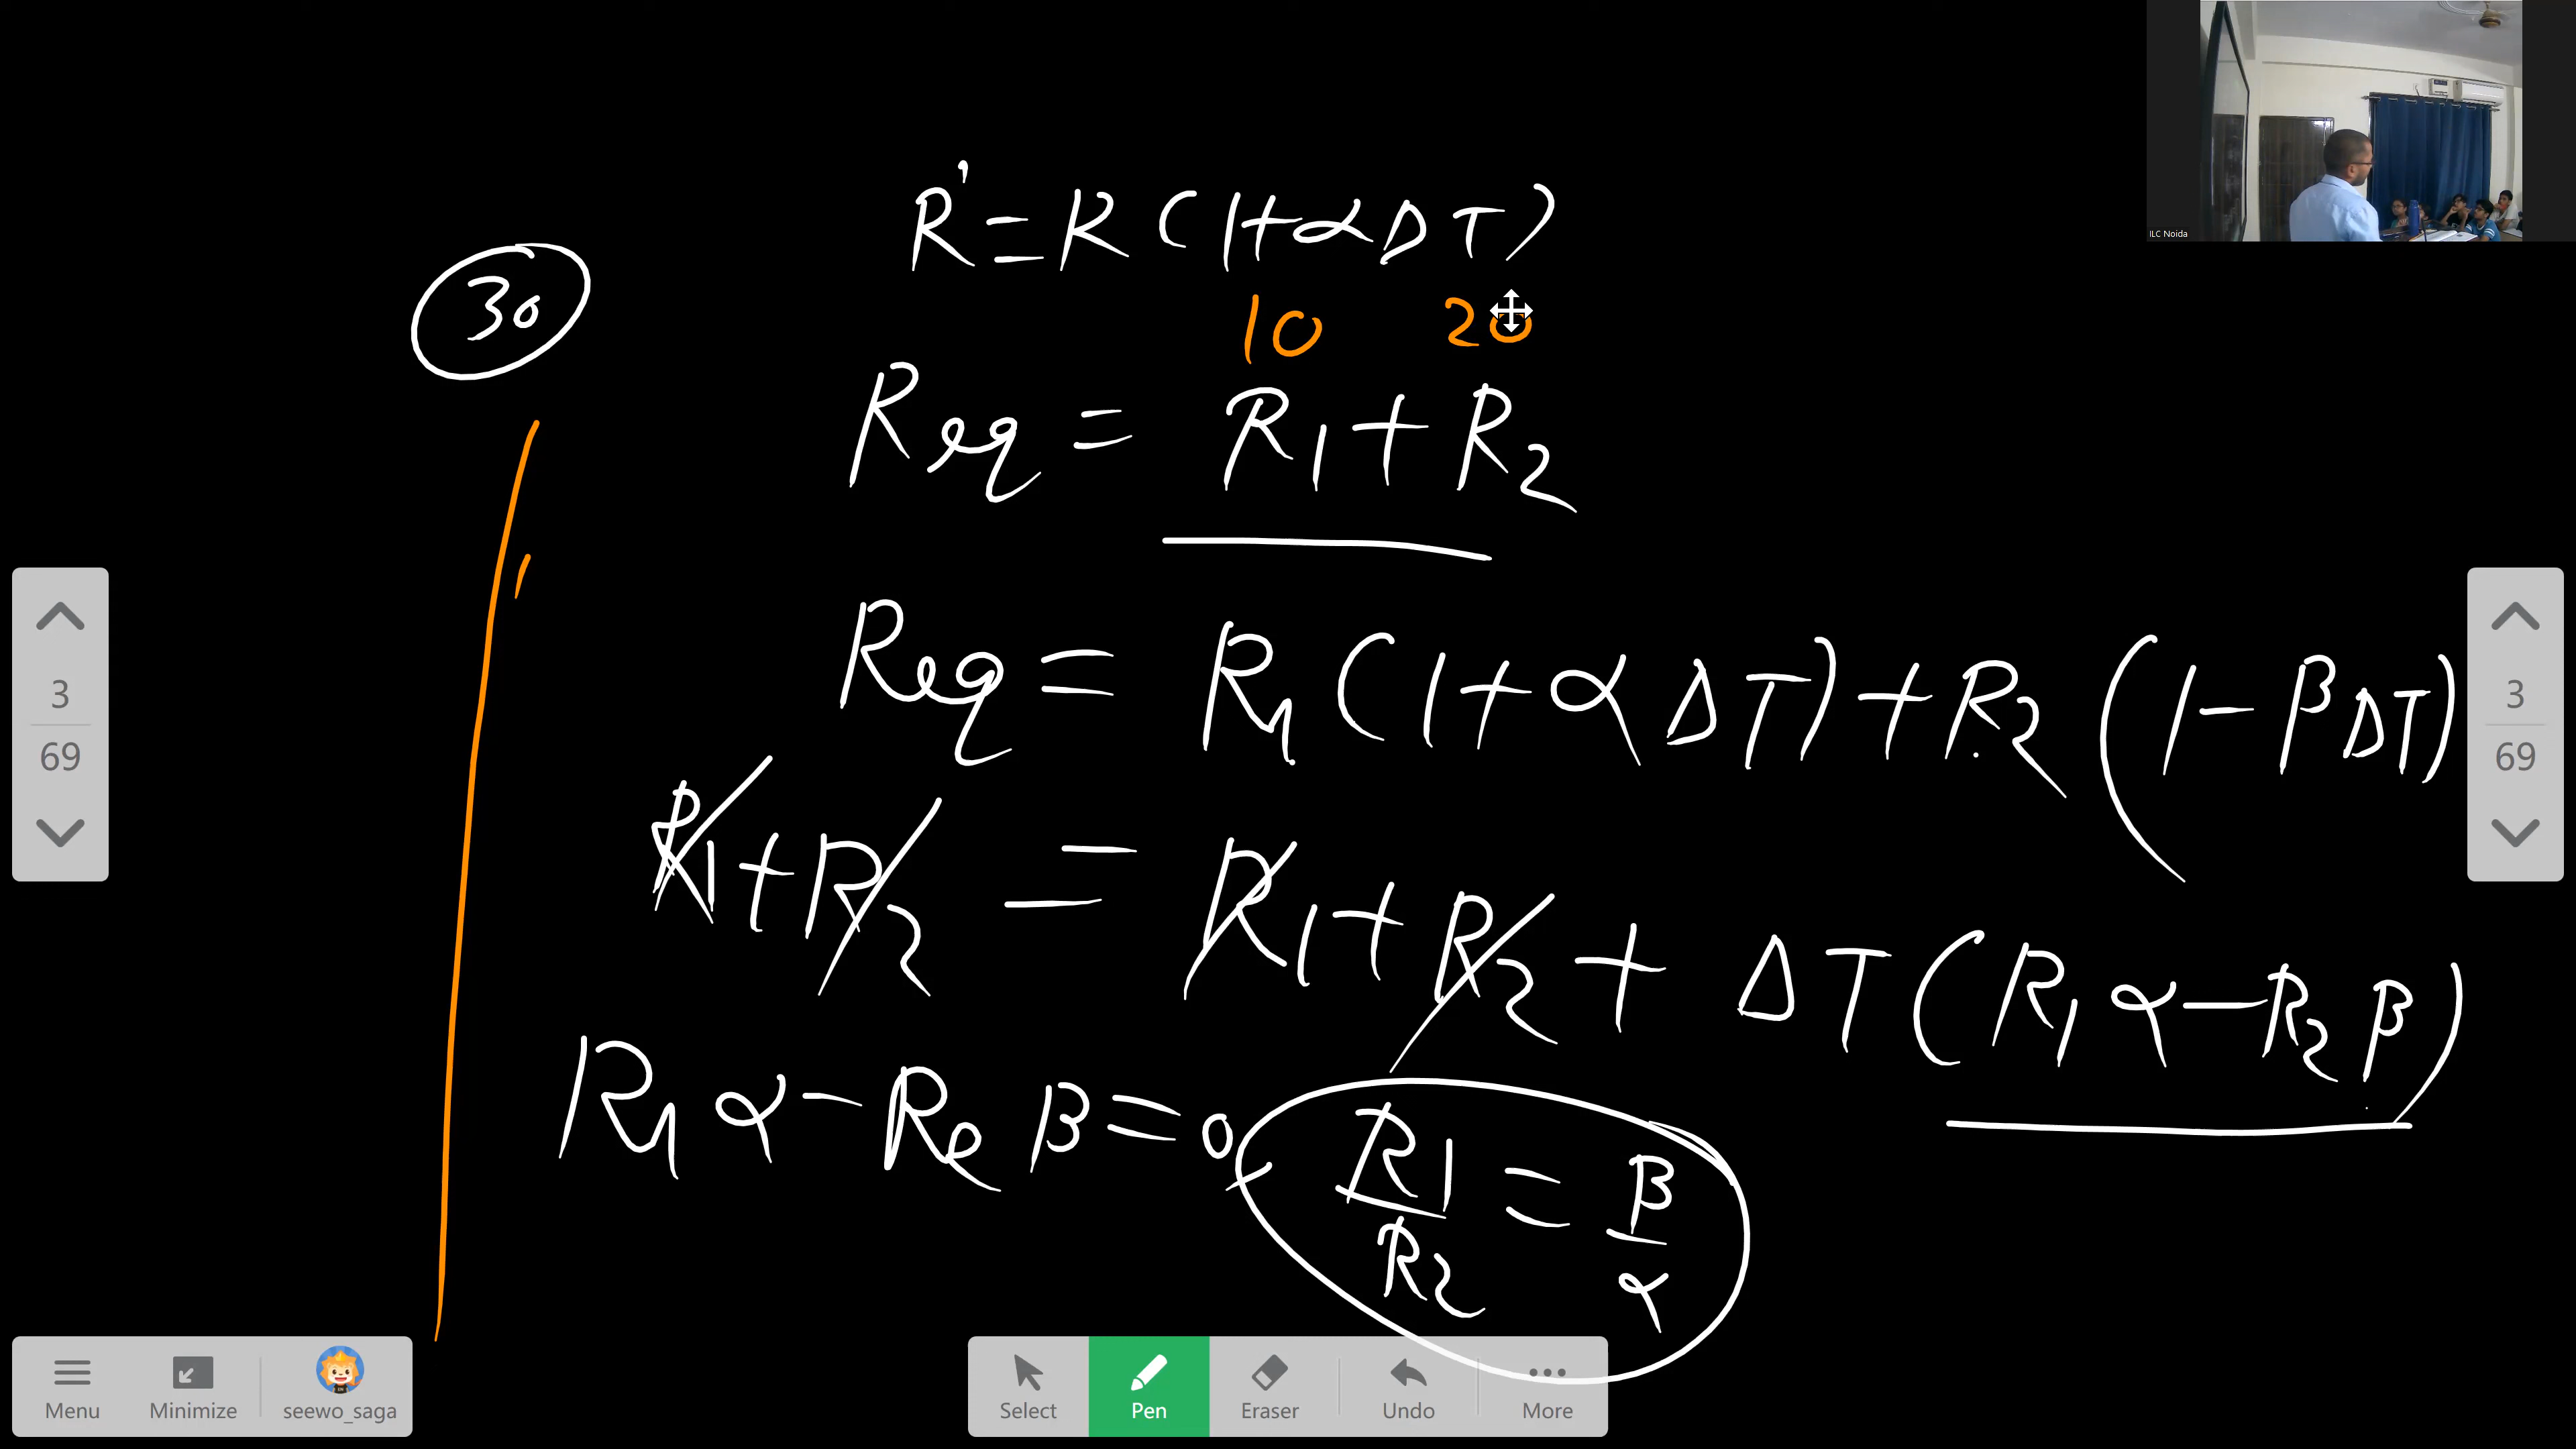 ILC Noida
R' = R (1+αΔT)
30
10 20
Req = R1 + R2
Req = R1 (1+αΔT) + R2 (1-βΔT)
R1+R2 = R1+R2 + ΔT(R1α-R2β)
R1α-R2β=0, R1/R2 = β/α
3
69
3
69
Menu Minimize seewo_saga Select Pen Eraser Undo More